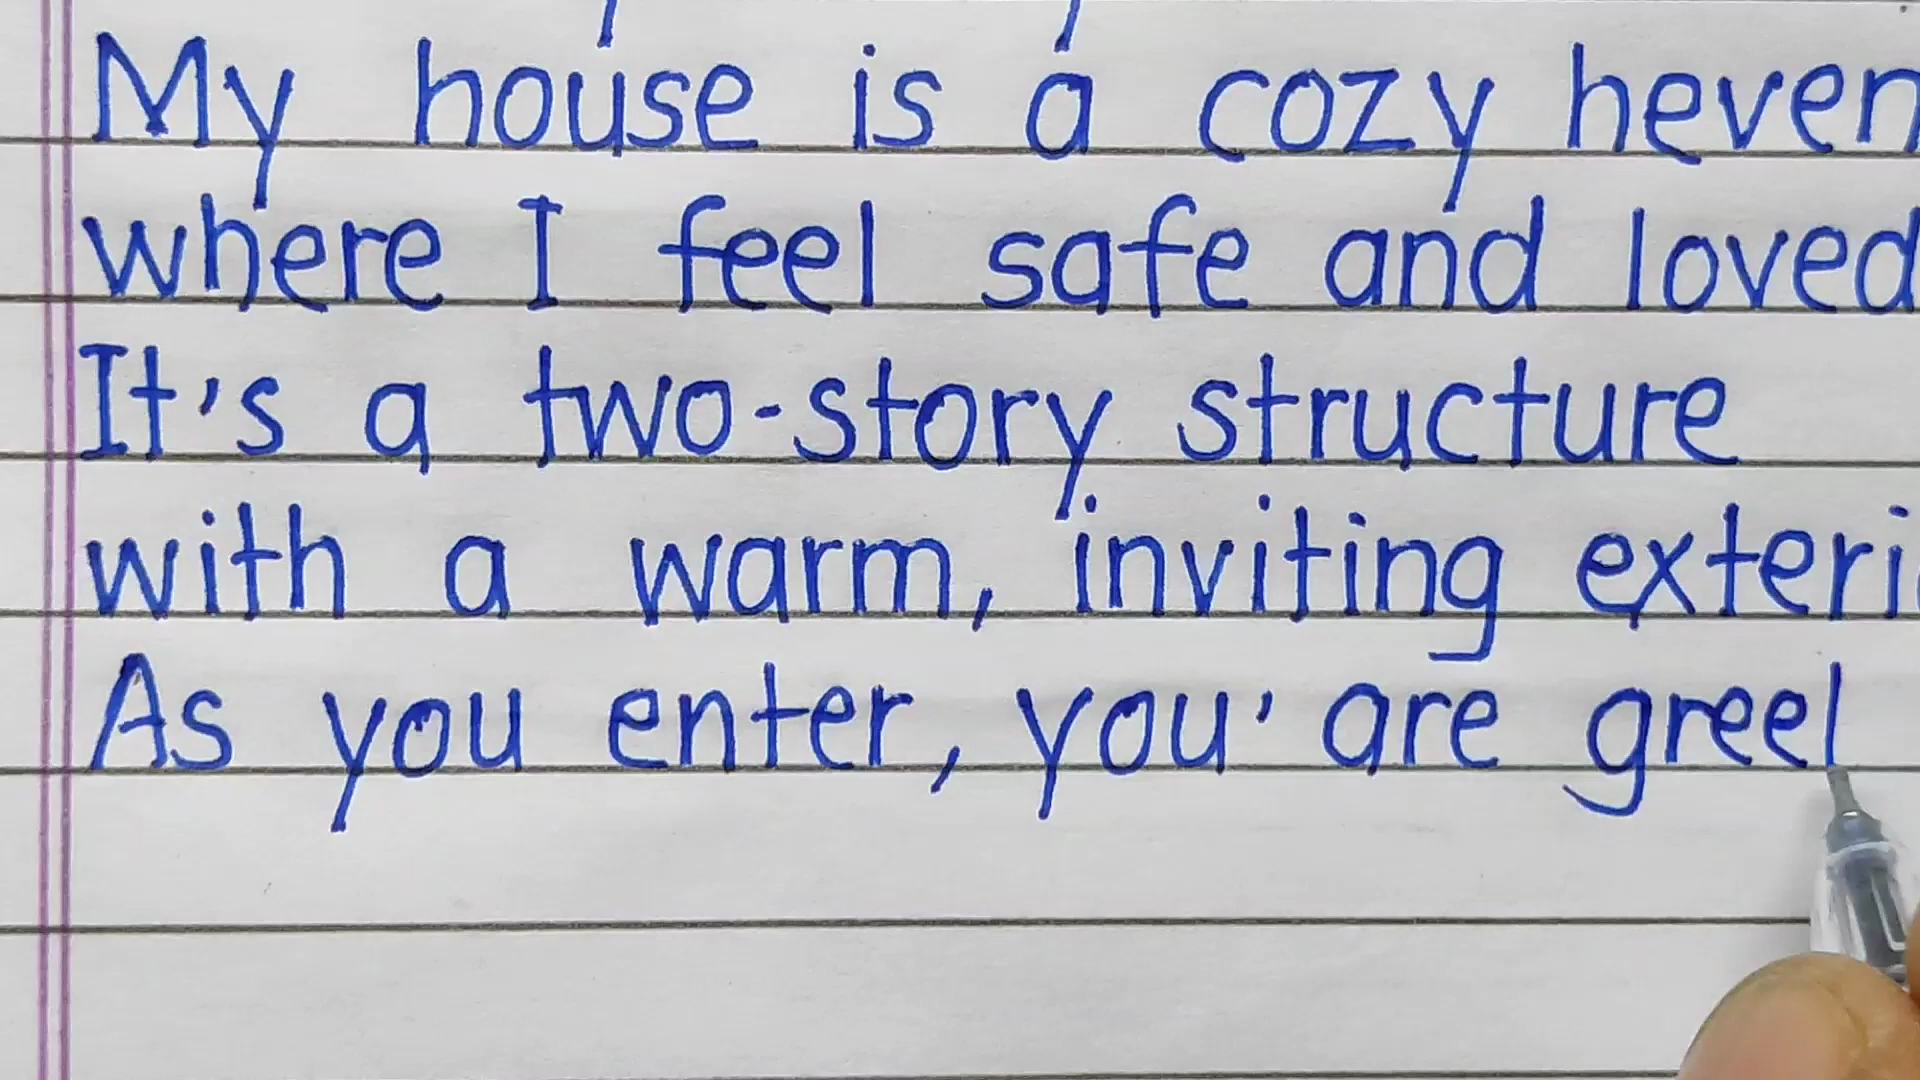 My house is a cozy heven
where I feel safe and loved
It's a two-story structure
with a warm, inviting exteri
As you enter, you' are greel